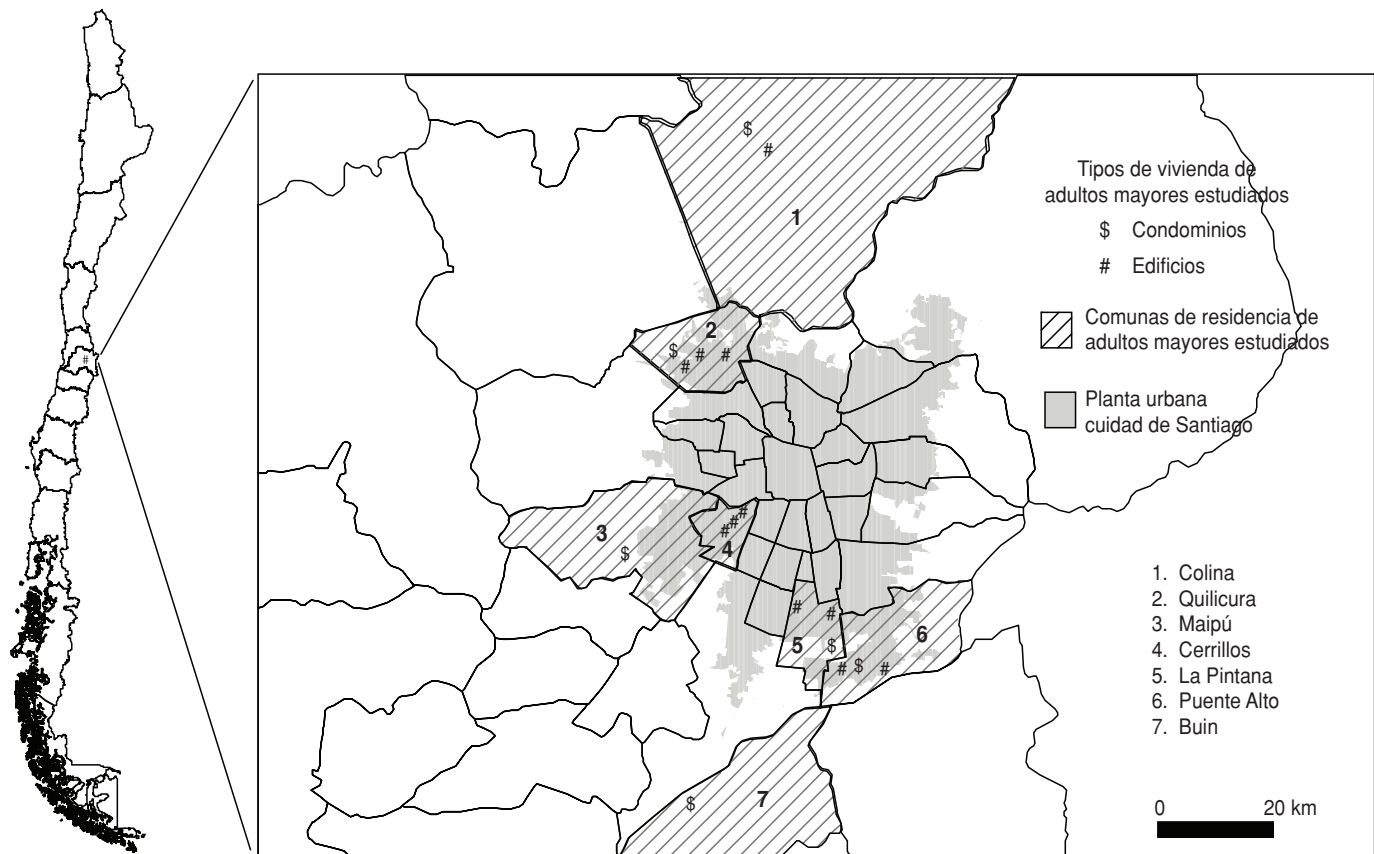 $
#
1
Tipos de vivienda de
adultos mayores estudiados
$ Condominios
# Edificios
Comunas de residencia de
adultos mayores estudiados
Planta urbana
cuidad de Santiago
#
2
$ # #
#
3
$
#
#
#
4
# #
5
$
6
# $ #
7
$
1. Colina
2. Quilicura
3. Maipú
4. Cerrillos
5. La Pintana
6. Puente Alto
7. Buin
0 20 km